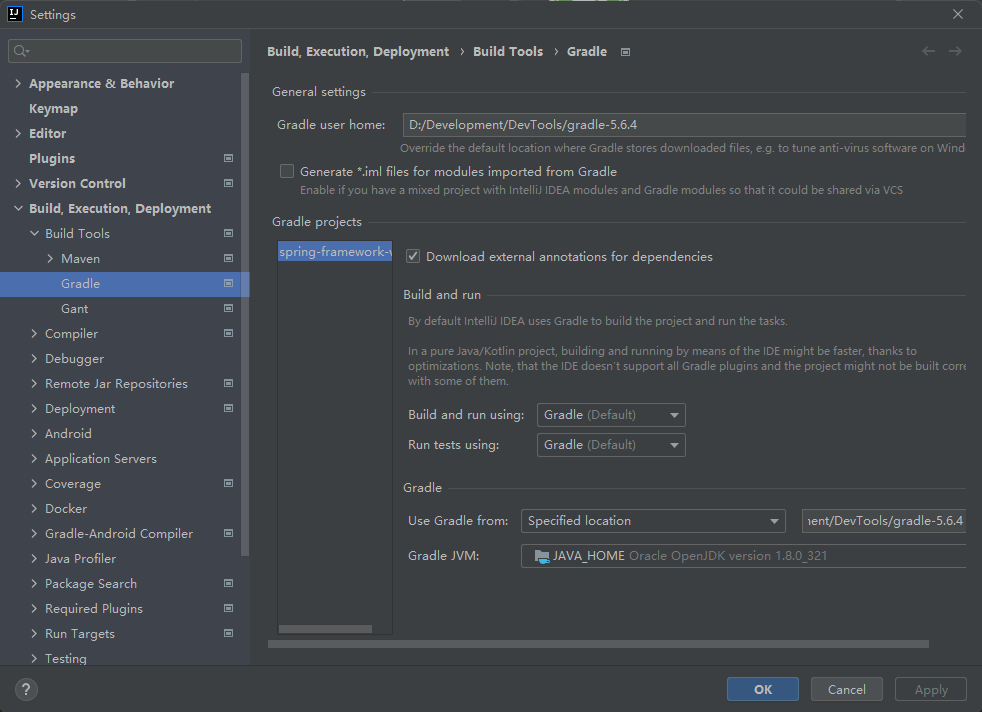 Settings
Build, Execution, Deployment › Build Tools › Gradle
Appearance & Behavior
Keymap
Editor
Plugins
Version Control
Build, Execution, Deployment
Build Tools
Maven
Gradle
Gant
Compiler
Debugger
Remote Jar Repositories
Deployment
Android
Application Servers
Coverage
Docker
Gradle-Android Compiler
Java Profiler
Package Search
Required Plugins
Run Targets
Testing
General settings
Gradle user home: D:/Development/DevTools/gradle-5.6.4
Override the default location where Gradle stores downloaded files, e.g. to tune anti-virus software on Wind
Generate *.iml files for modules imported from Gradle
Enable if you have a mixed project with IntelliJ IDEA modules and Gradle modules so that it could be shared via VCS
Gradle projects
spring-framework-v
Download external annotations for dependencies
Build and run
By default IntelliJ IDEA uses Gradle to build the project and run the tasks.
In a pure Java/Kotlin project, building and running by means of the IDE might be faster, thanks to
optimizations. Note, that the IDE doesn't support all Gradle plugins and the project might not be built corre
with some of them.
Build and run using: Gradle (Default)
Run tests using: Gradle (Default)
Gradle
Use Gradle from: Specified location ment/DevTools/gradle-5.6.4
Gradle JVM: JAVA_HOME Oracle OpenJDK version 1.8.0_321
? OK Cancel Apply